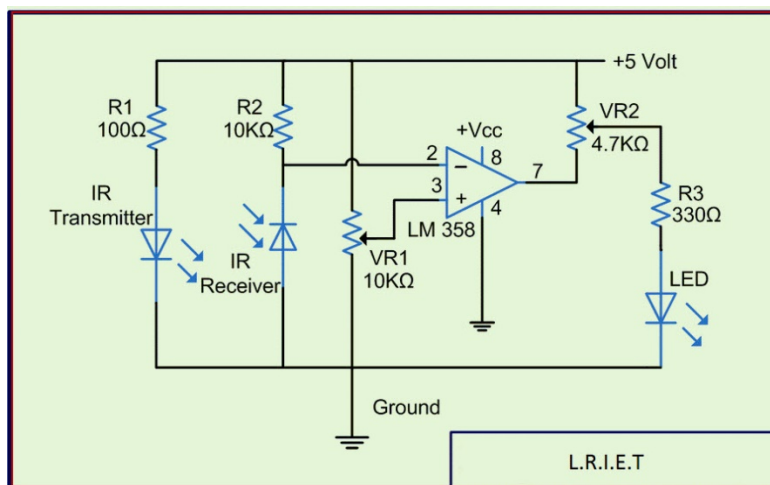 +5 Volt
R1
100Ω
R2
10KΩ
+Vcc
VR2
4.7KΩ
2
8
−
7
3
+
4
LM 358
R3
330Ω
IR
Transmitter
IR
Receiver
VR1
10KΩ
LED
Ground
L.R.I.E.T